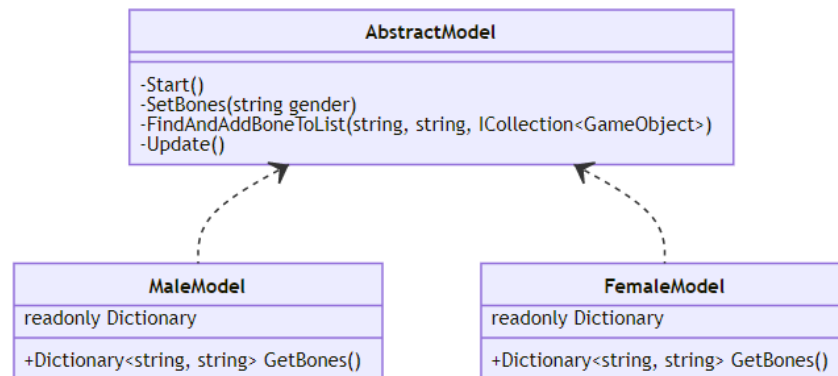 AbstractModel
-Start()
-SetBones(string gender)
-FindAndAddBoneToList(string, string, ICollection<GameObject>)
-Update()
MaleModel
readonly Dictionary
+Dictionary<string, string> GetBones()
FemaleModel
readonly Dictionary
+Dictionary<string, string> GetBones()